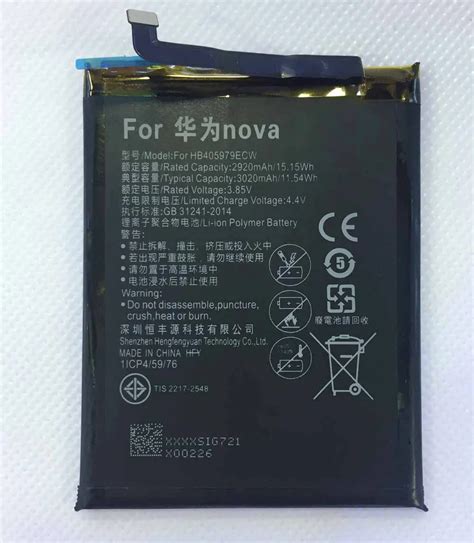 For 华为nova
型号/Model:For HB405979ECW
额定容量/Rated Capacity: 2920mAh/15.15Wh
典型容量/Typical Capacity: 3020mAh/11.54Wh
额定电压/Rated Voltage: 3.85V
充电限制电压/Limited Charge Voltage: 4.4V
执行标准:GB 31241-2014
锂离子聚合物电池/Li-ion Polymer Battery
警告:
• 禁止拆解、撞击、挤压或投入火中
• 若出现严重鼓胀、请勿继续使用
• 请勿置于高温环境中
• 电池浸水后禁止使用
Warning:
• Do not disassemble,puncture,
crush,heat or burn.
深圳恒丰源科技有限公司
Shenzhen Hengfengyuan Technology Co.,Ltd
MADE IN CHINA HFY
1ICP4/59/76
TIS 2217-2548
XXXXSIG721
X00226
5
廢電池請回收